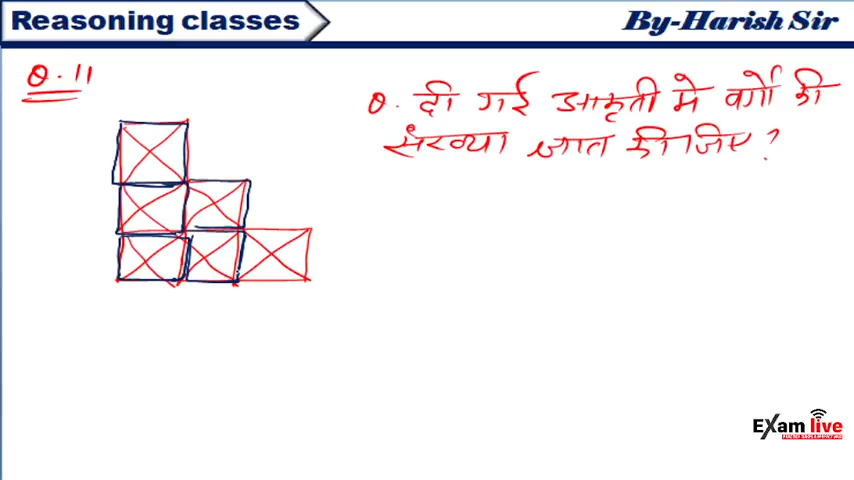 Reasoning classes
By-Harish Sir
Q.11
Q. दी गई आकृती मे वर्गो की
संख्या ज्ञात कीजिए?
Exam live